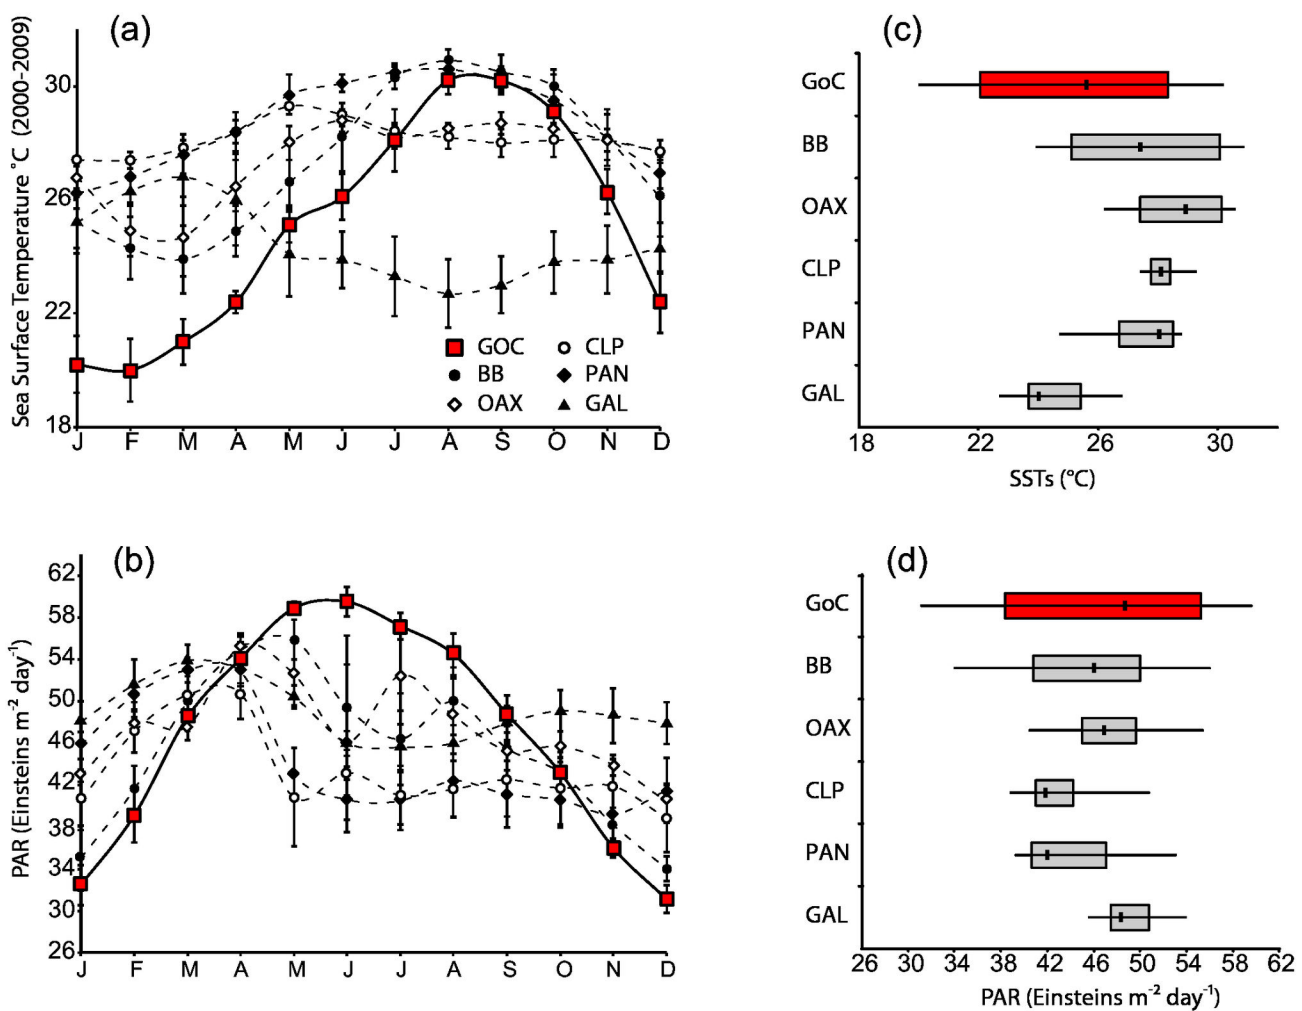 (a)
Sea Surface Temperature ˚C (2000-2009)
30
26
22
18
J F M A M J J A S O N D
GOC CLP
BB PAN
OAX GAL
(c)
GoC
BB
OAX
CLP
PAN
GAL
18 22 26 30
SSTs (°C)
(b)
PAR (Einsteins m⁻² day⁻¹)
62
58
54
50
46
42
38
34
30
26
J F M A M J J A S O N D
(d)
GoC
BB
OAX
CLP
PAN
GAL
26 30 34 38 42 46 50 54 58 62
PAR (Einsteins m⁻² day⁻¹)